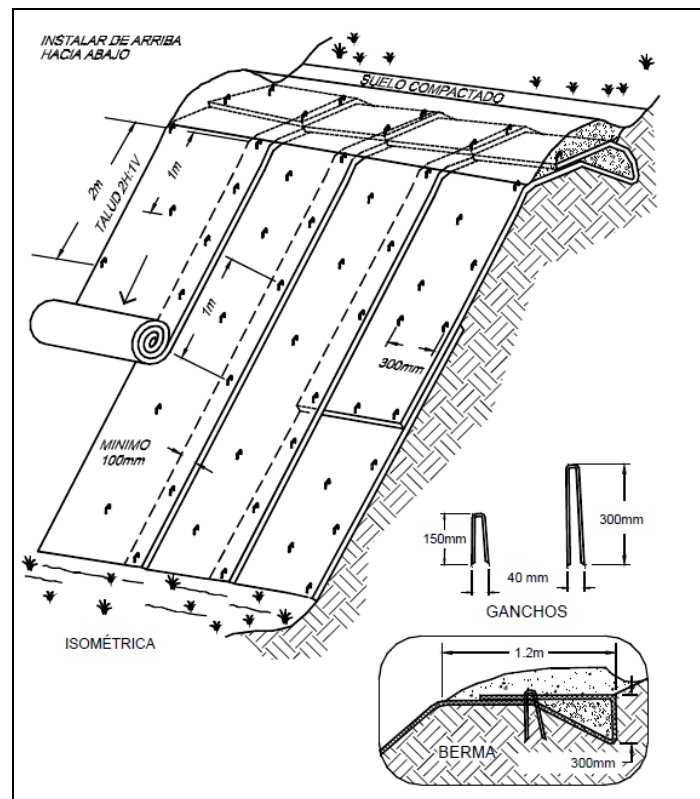 INSTALAR DE ARRIBA
HACIA ABAJO
SUELO COMPACTADO
2m
TALUD 2H:1V
1m
1m
300mm
MINIMO
100mm
150mm
300mm
40 mm
GANCHOS
ISOMÉTRICA
1.2m
BERMA
300mm